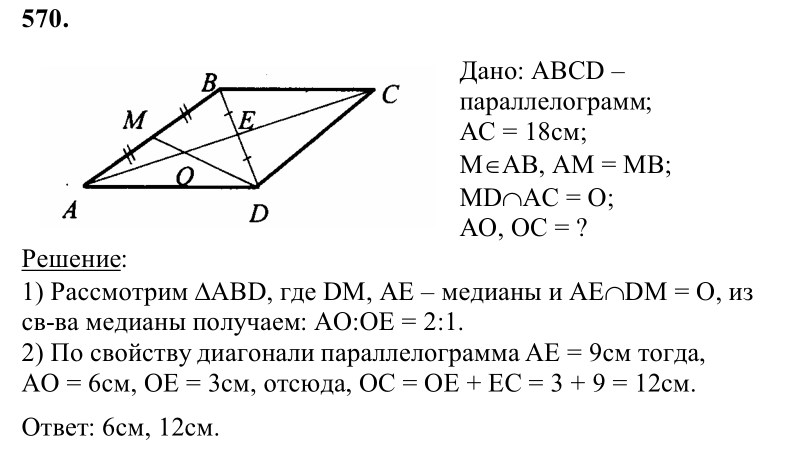 570.
B
C
M
E
O
A
D
Дано: ABCD –
параллелограмм;
AC = 18см;
M∈AB, AM = MB;
MD∩AC = O;
AO, OC = ?
Решение:
1) Рассмотрим ΔABD, где DM, AE – медианы и AE∩DM = O, из
св-ва медианы получаем: AO:OE = 2:1.
2) По свойству диагонали параллелограмма AE = 9см тогда,
AO = 6см, OE = 3см, отсюда, OC = OE + EC = 3 + 9 = 12см.
Ответ: 6см, 12см.